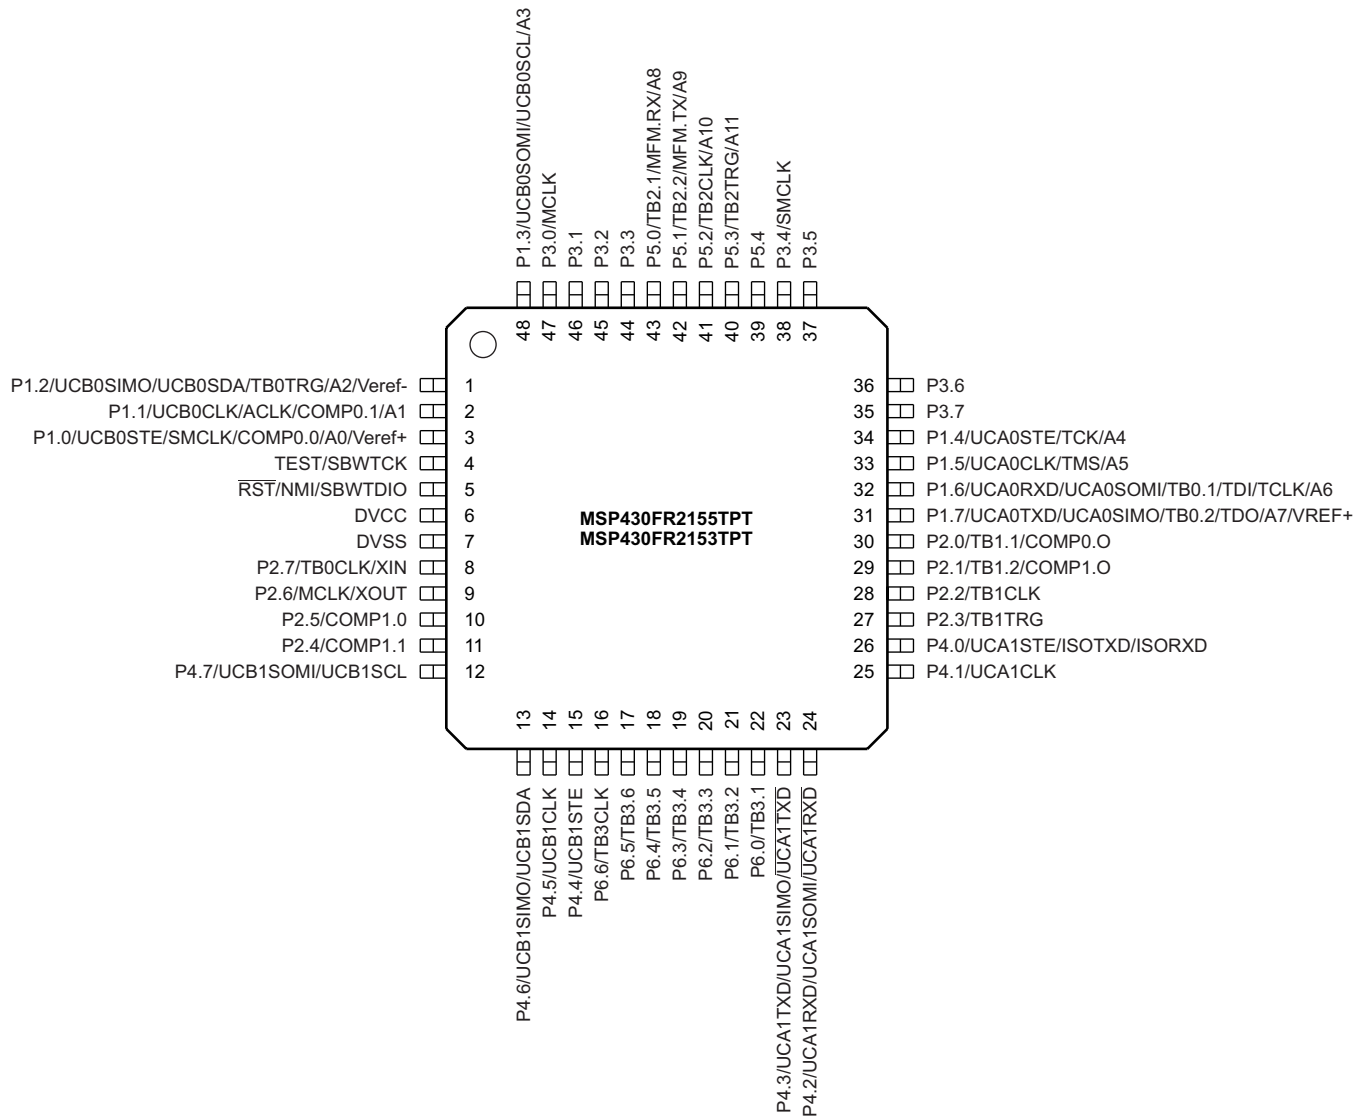 P1.3/UCB0SOMI/UCB0SCL/A3
P3.0/MCLK
P3.1
P3.2
P3.3
P5.0/TB2.1/MFM.RX/A8
P5.1/TB2.2/MFM.TX/A9
P5.2/TB2CLK/A10
P5.3/TB2TRG/A11
P5.4
P3.4/SMCLK
P3.5
48
47
46
45
44
43
42
41
40
39
38
37
P1.2/UCB0SIMO/UCB0SDA/TB0TRG/A2/Veref- 1
P1.1/UCB0CLK/ACLK/COMP0.1/A1 2
P1.0/UCB0STE/SMCLK/COMP0.0/A0/Veref+ 3
TEST/SBWTCK 4
RST/NMI/SBWTDIO 5
DVCC 6
DVSS 7
P2.7/TB0CLK/XIN 8
P2.6/MCLK/XOUT 9
P2.5/COMP1.0 10
P2.4/COMP1.1 11
P4.7/UCB1SOMI/UCB1SCL 12
MSP430FR2155TPT
MSP430FR2153TPT
36 P3.6
35 P3.7
34 P1.4/UCA0STE/TCK/A4
33 P1.5/UCA0CLK/TMS/A5
32 P1.6/UCA0RXD/UCA0SOMI/TB0.1/TDI/TCLK/A6
31 P1.7/UCA0TXD/UCA0SIMO/TB0.2/TDO/A7/VREF+
30 P2.0/TB1.1/COMP0.O
29 P2.1/TB1.2/COMP1.O
28 P2.2/TB1CLK
27 P2.3/TB1TRG
26 P4.0/UCA1STE/ISOTXD/ISORXD
25 P4.1/UCA1CLK
13
14
15
16
17
18
19
20
21
22
23
24
P4.6/UCB1SIMO/UCB1SDA
P4.5/UCB1CLK
P4.4/UCB1STE
P6.6/TB3CLK
P6.5/TB3.6
P6.4/TB3.5
P6.3/TB3.4
P6.2/TB3.3
P6.1/TB3.2
P6.0/TB3.1
P4.3/UCA1TXD/UCA1SIMO/UCA1TXD
P4.2/UCA1RXD/UCA1SOMI/UCA1RXD